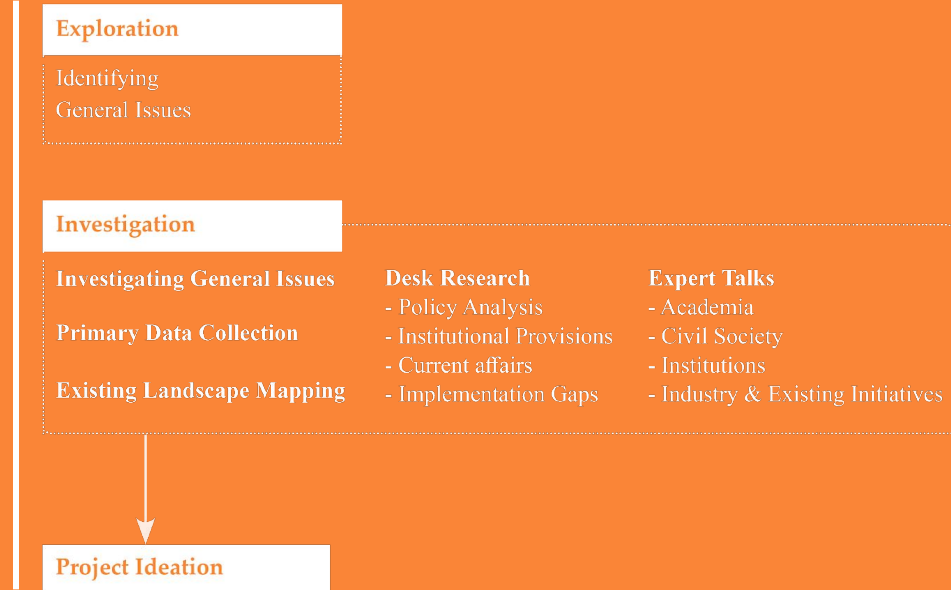 Exploration
Identifying
General Issues
Investigation
Investigating General Issues
Primary Data Collection
Existing Landscape Mapping
Desk Research
- Policy Analysis
- Institutional Provisions
- Current affairs
- Implementation Gaps
Expert Talks
- Academia
- Civil Society
- Institutions
- Industry & Existing Initiatives
Project Ideation